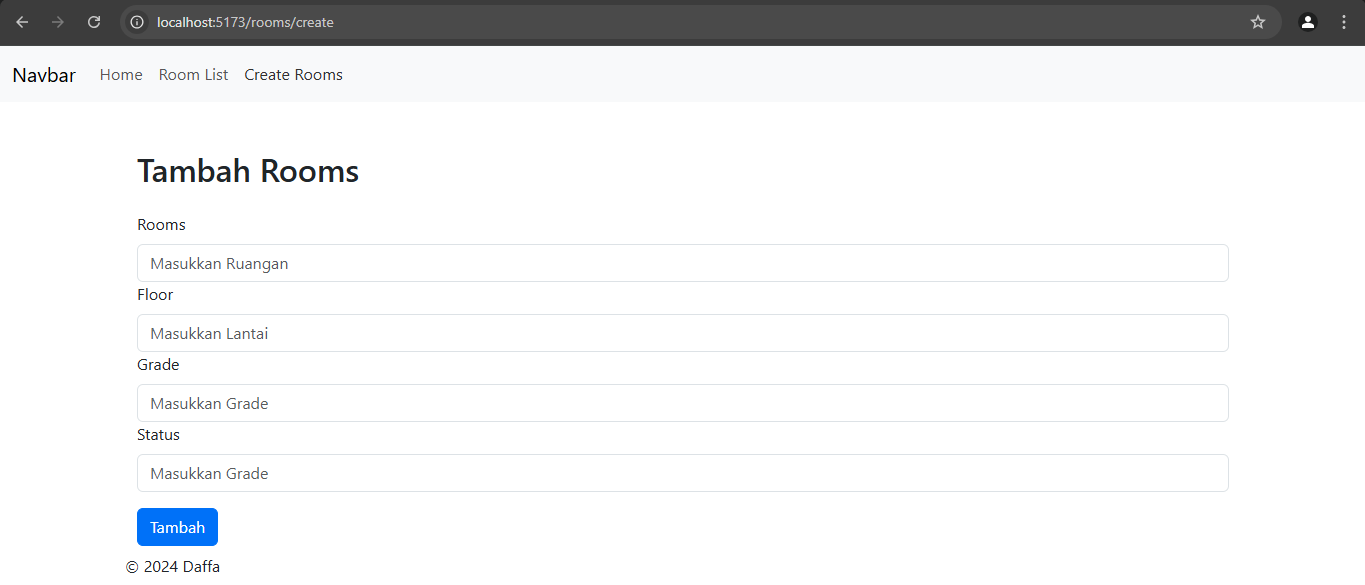 localhost:5173/rooms/create
Navbar Home Room List Create Rooms
Tambah Rooms
Rooms
Masukkan Ruangan
Floor
Masukkan Lantai
Grade
Masukkan Grade
Status
Masukkan Grade
Tambah
© 2024 Daffa